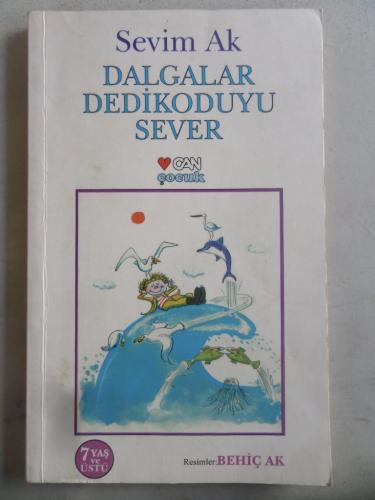 Sevim Ak
DALGALAR
DEDİKODUYU
SEVER
CAN
çocuk
7 YAŞ
ve
ÜSTÜ
Resimler: BEHİÇ AK